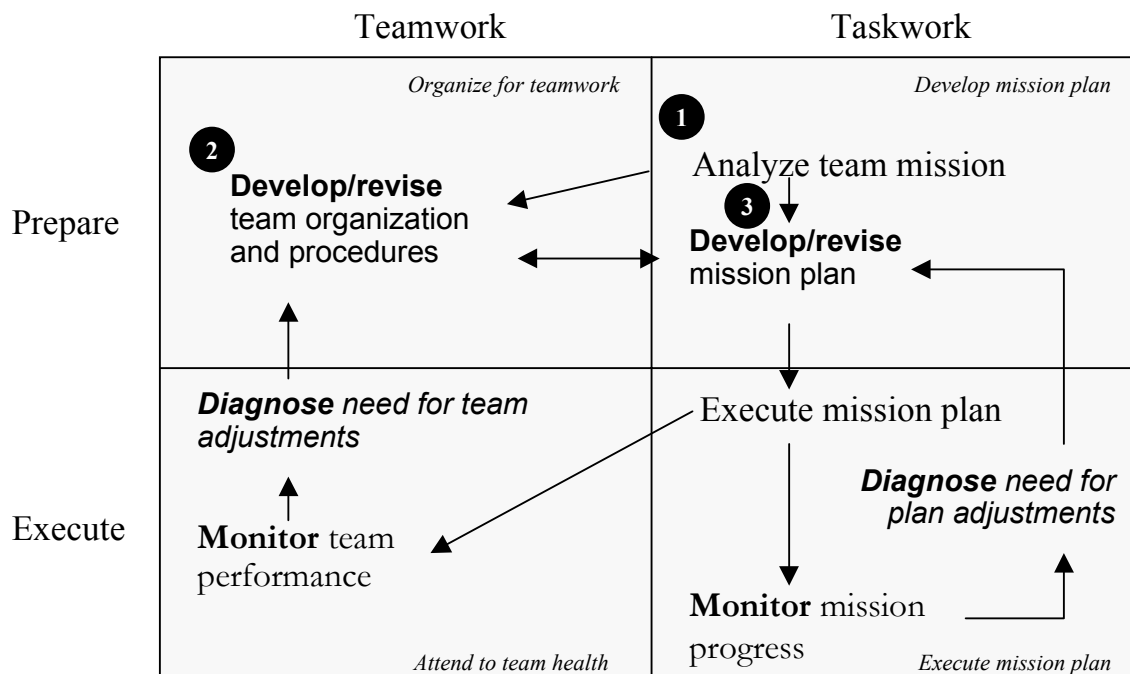 Teamwork
Taskwork
Prepare
Organize for teamwork
2
Develop/revise
team organization
and procedures
Develop mission plan
1
Analyze team mission
3
Develop/revise
mission plan
Execute
Diagnose need for team
adjustments
Monitor team
performance
Attend to team health
Execute mission plan
Diagnose need for
plan adjustments
Monitor mission
progress
Execute mission plan